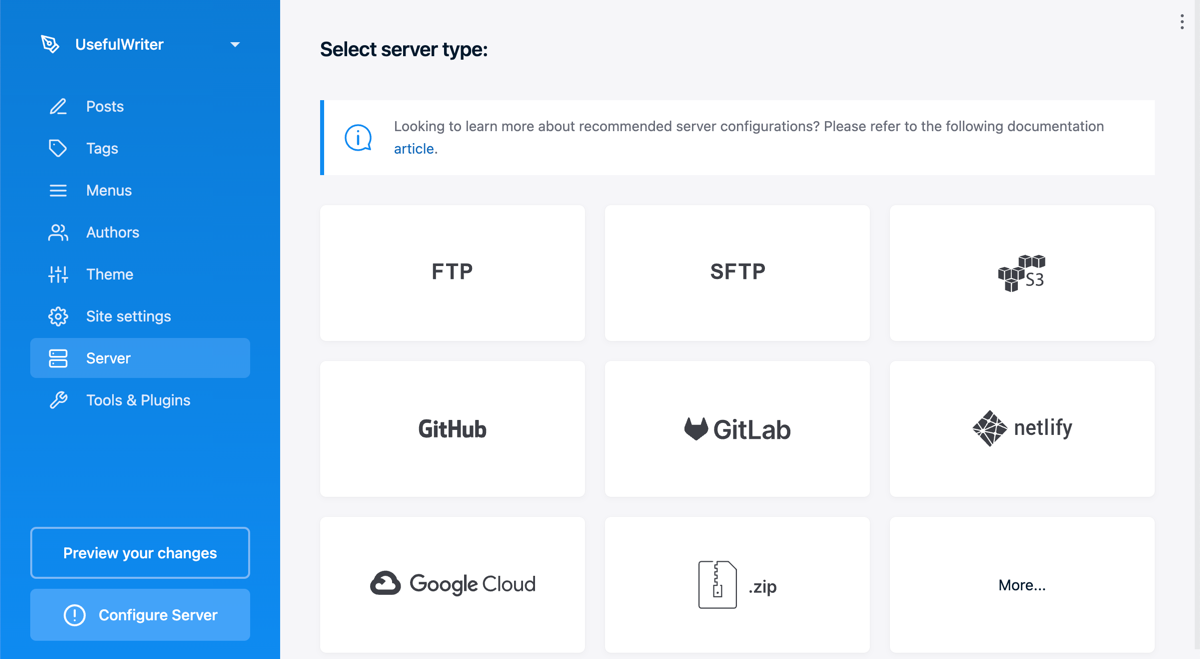 UsefulWriter
Posts
Tags
Menus
Authors
Theme
Site settings
Server
Tools & Plugins
Preview your changes
Configure Server
Select server type:
Looking to learn more about recommended server configurations? Please refer to the following documentation
article.
FTP
SFTP
S3
GitHub
GitLab
netlify
Google Cloud
.zip
More...